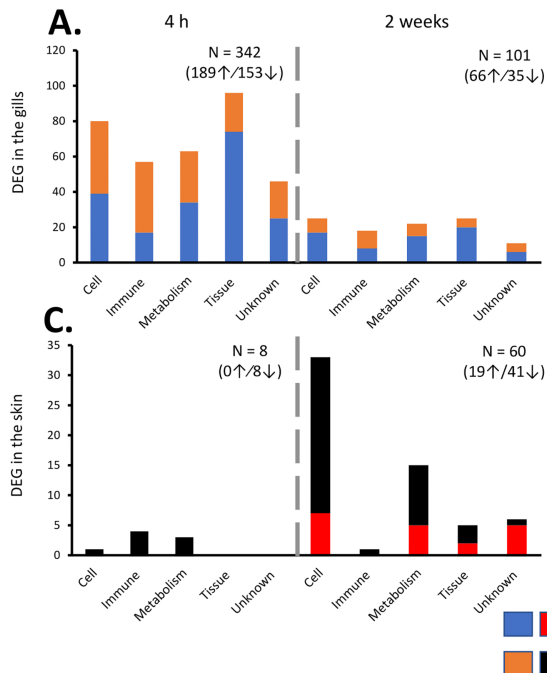 A.
4 h
2 weeks
N = 342
(189↑/153↓)
N = 101
(66↑/35↓)
DEG in the gills
120
100
80
60
40
20
0
Cell
Immune
Metabolism
Tissue
Unknown
Cell
Immune
Metabolism
Tissue
Unknown
C.
N = 8
(0↑/8↓)
N = 60
(19↑/41↓)
DEG in the skin
35
30
25
20
15
10
5
0
Cell
Immune
Metabolism
Tissue
Unknown
Cell
Immune
Metabolism
Tissue
Unknown